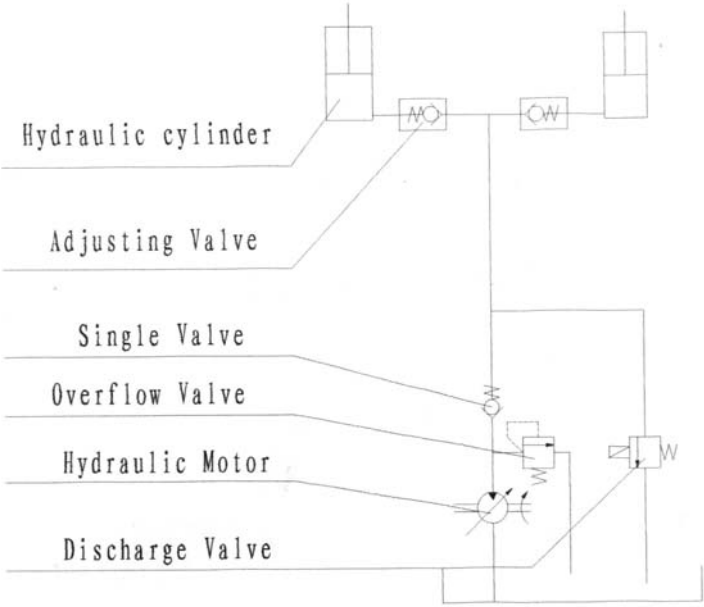 Hydraulic cylinder
Adjusting Valve
Single Valve
Overflow Valve
Hydraulic Motor
Discharge Valve